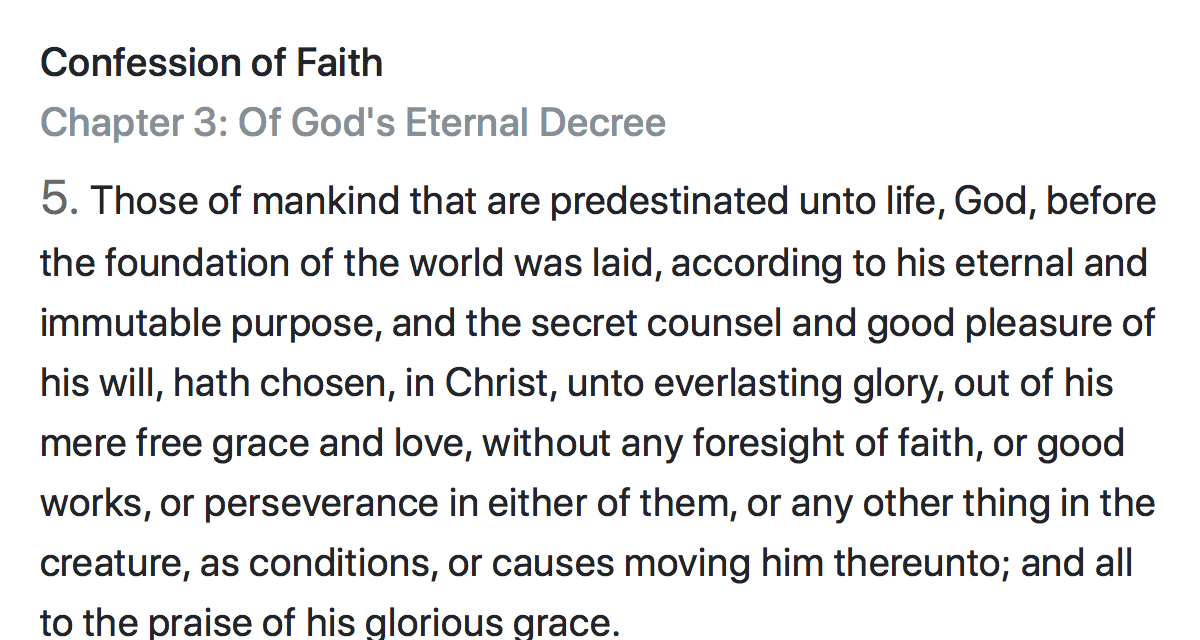 Confession of Faith
Chapter 3: Of God's Eternal Decree
5. Those of mankind that are predestinated unto life, God, before
the foundation of the world was laid, according to his eternal and
immutable purpose, and the secret counsel and good pleasure of
his will, hath chosen, in Christ, unto everlasting glory, out of his
mere free grace and love, without any foresight of faith, or good
works, or perseverance in either of them, or any other thing in the
creature, as conditions, or causes moving him thereunto; and all
to the praise of his glorious grace.